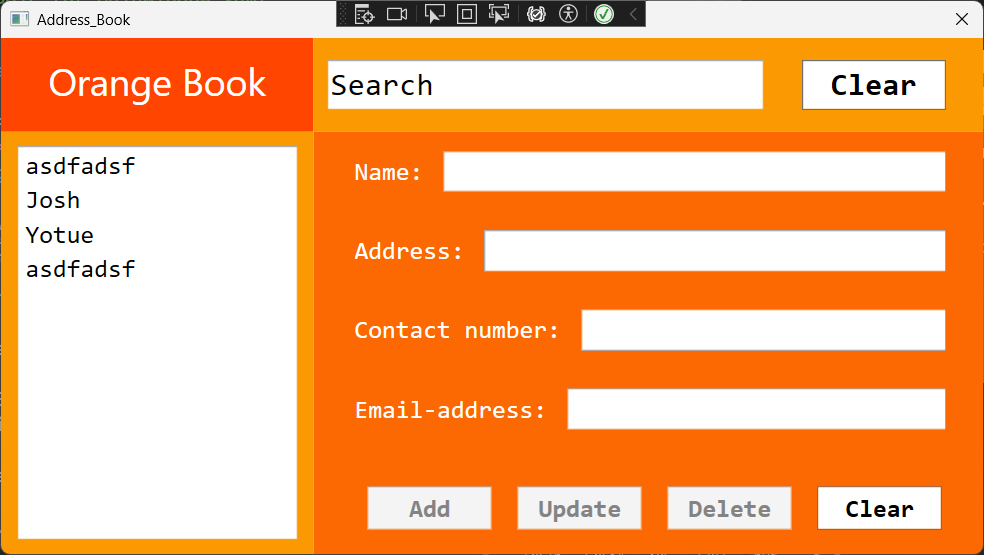 Address_Book
Orange Book
Search
Clear
asdfadsf
Josh
Yotue
asdfadsf
Name:
Address:
Contact number:
Email-address:
Add Update Delete Clear